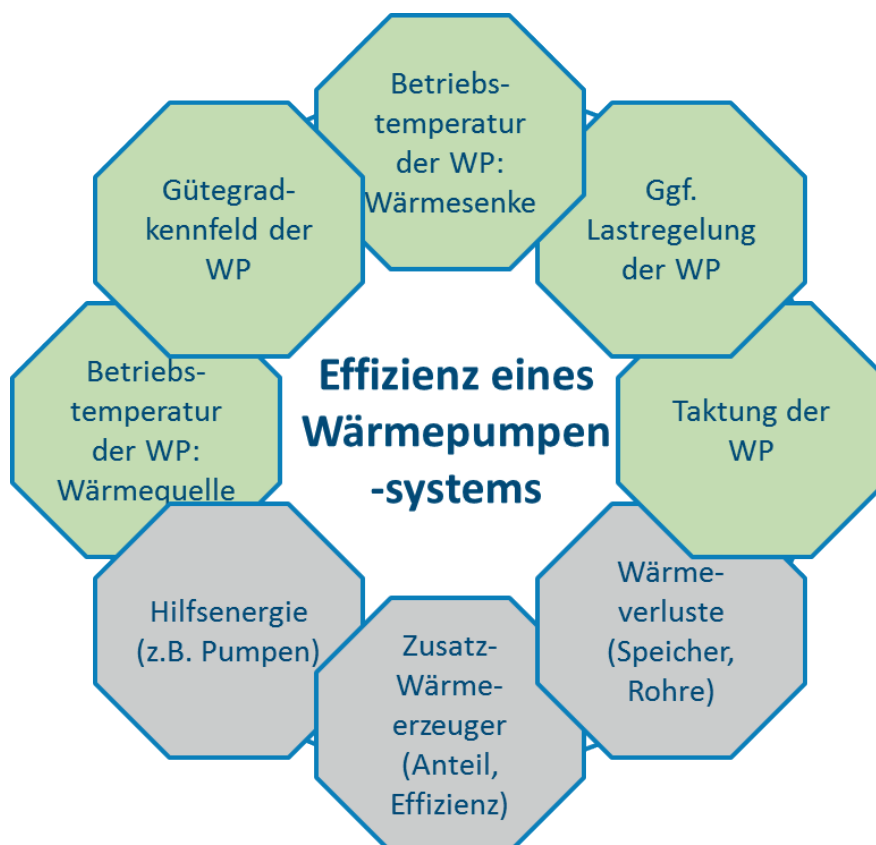 Betriebs-
temperatur
der WP:
Wärmesenke
Ggf.
Lastregelung
der WP
Taktung der
WP
Wärme-
verluste
(Speicher,
Rohre)
Zusatz-
Wärme-
erzeuger
(Anteil,
Effizienz)
Hilfsenergie
(z.B. Pumpen)
Betriebs-
temperatur
der WP:
Wärmequelle
Gütegrad-
kennfeld der
WP
Effizienz eines
Wärmepumpen
-systems